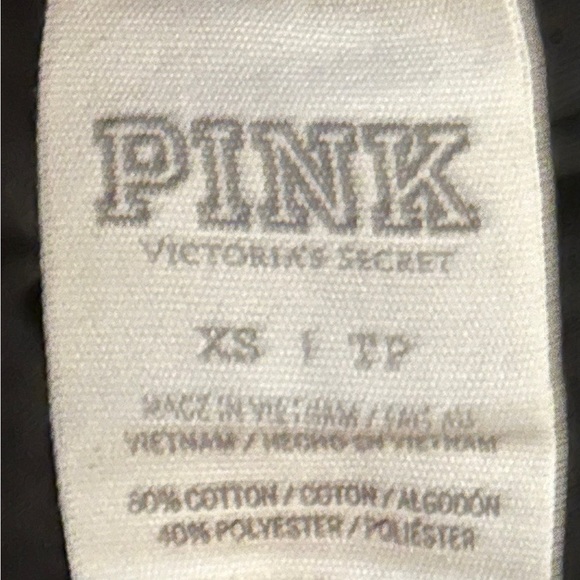 PINK
VICTORIA'S SECRET
XS | TP
MADE IN VIETNAM / FAIT AU
VIETNAM / HECHO EN VIETNAM
60% COTTON / COTON / ALGODÓN
40% POLYESTER / POLIÉSTER